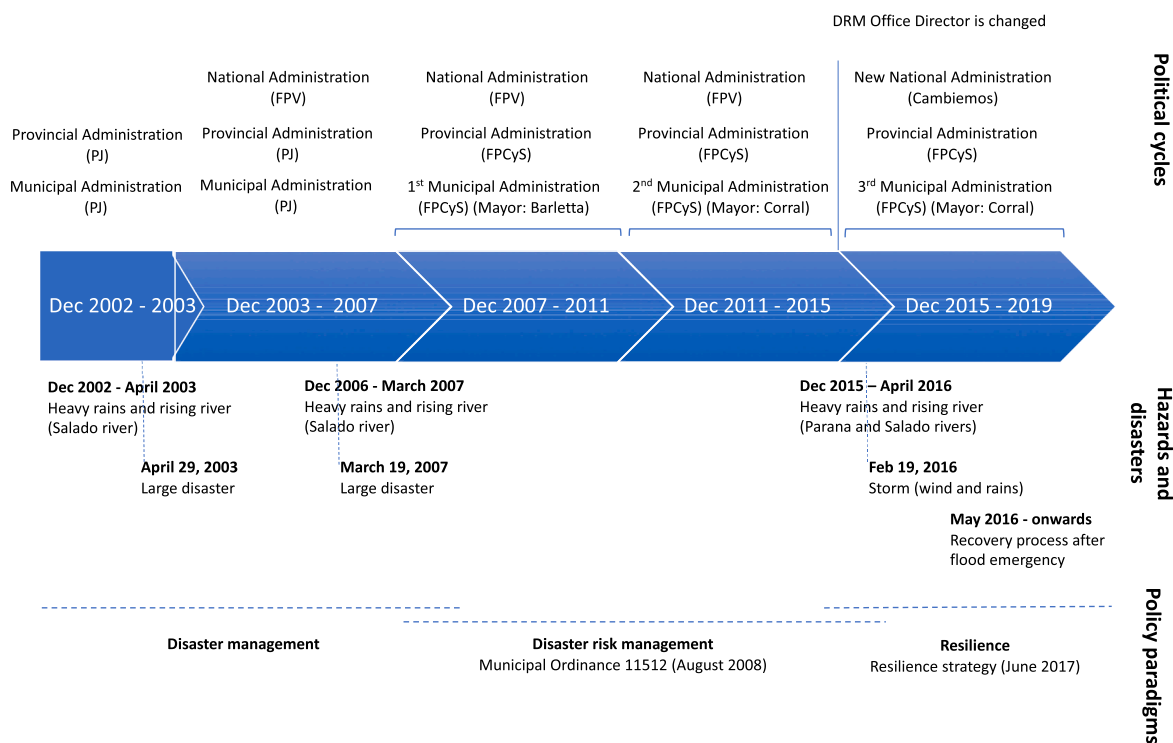 DRM Office Director is changed
Political cycles
National Administration
(FPV)
National Administration
(FPV)
National Administration
(FPV)
New National Administration
(Cambiemos)
Provincial Administration
(PJ)
Provincial Administration
(PJ)
Provincial Administration
(FPCyS)
Provincial Administration
(FPCyS)
Provincial Administration
(FPCyS)
Municipal Administration
(PJ)
Municipal Administration
(PJ)
1st Municipal Administration
(FPCyS) (Mayor: Barletta)
2nd Municipal Administration
(FPCyS) (Mayor: Corral)
3rd Municipal Administration
(FPCyS) (Mayor: Corral)
Dec 2002 - 2003
Dec 2003 - 2007
Dec 2007 - 2011
Dec 2011 - 2015
Dec 2015 - 2019
Hazards and
disasters
Dec 2002 - April 2003
Heavy rains and rising river
(Salado river)
April 29, 2003
Large disaster
Dec 2006 - March 2007
Heavy rains and rising river
(Salado river)
March 19, 2007
Large disaster
Dec 2015 – April 2016
Heavy rains and rising river
(Parana and Salado rivers)
Feb 19, 2016
Storm (wind and rains)
May 2016 - onwards
Recovery process after
flood emergency
Policy paradigms
Disaster management
Disaster risk management
Municipal Ordinance 11512 (August 2008)
Resilience
Resilience strategy (June 2017)